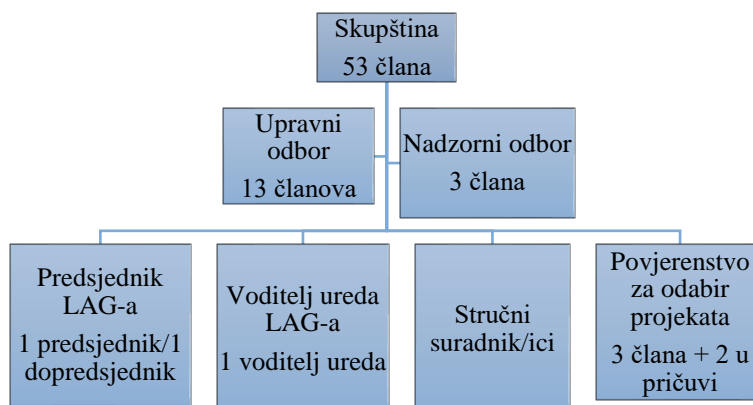 Skupština
53 člana
Upravni
odbor
13 članova
Nadzorni odbor
3 člana
Predsjednik
LAG-a
1 predsjednik/1
dopredsjednik
Voditelj ureda
LAG-a
1 voditelj ureda
Stručni
suradnik/ici
Povjerenstvo
za odabir
projekata
3 člana + 2 u
pričuvi